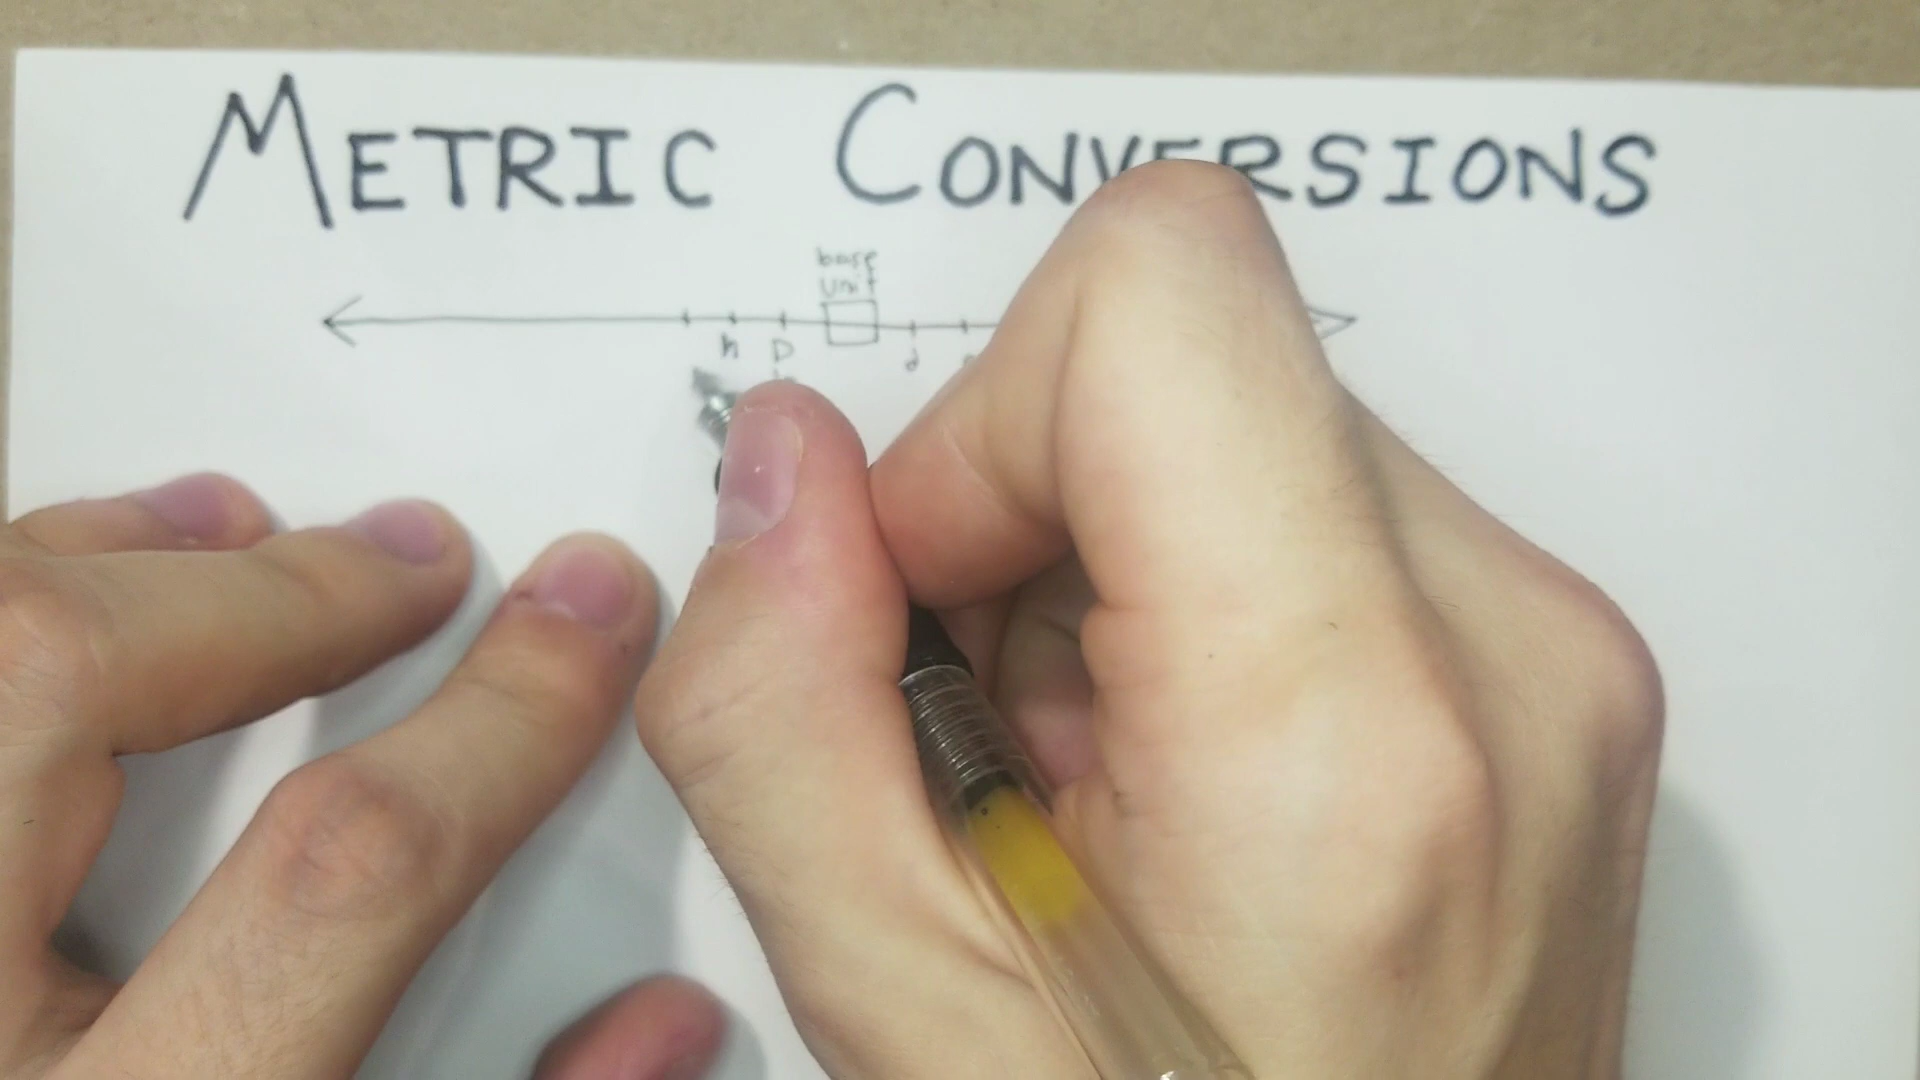 METRIC CONVERSIONS
base
Unit
h D d